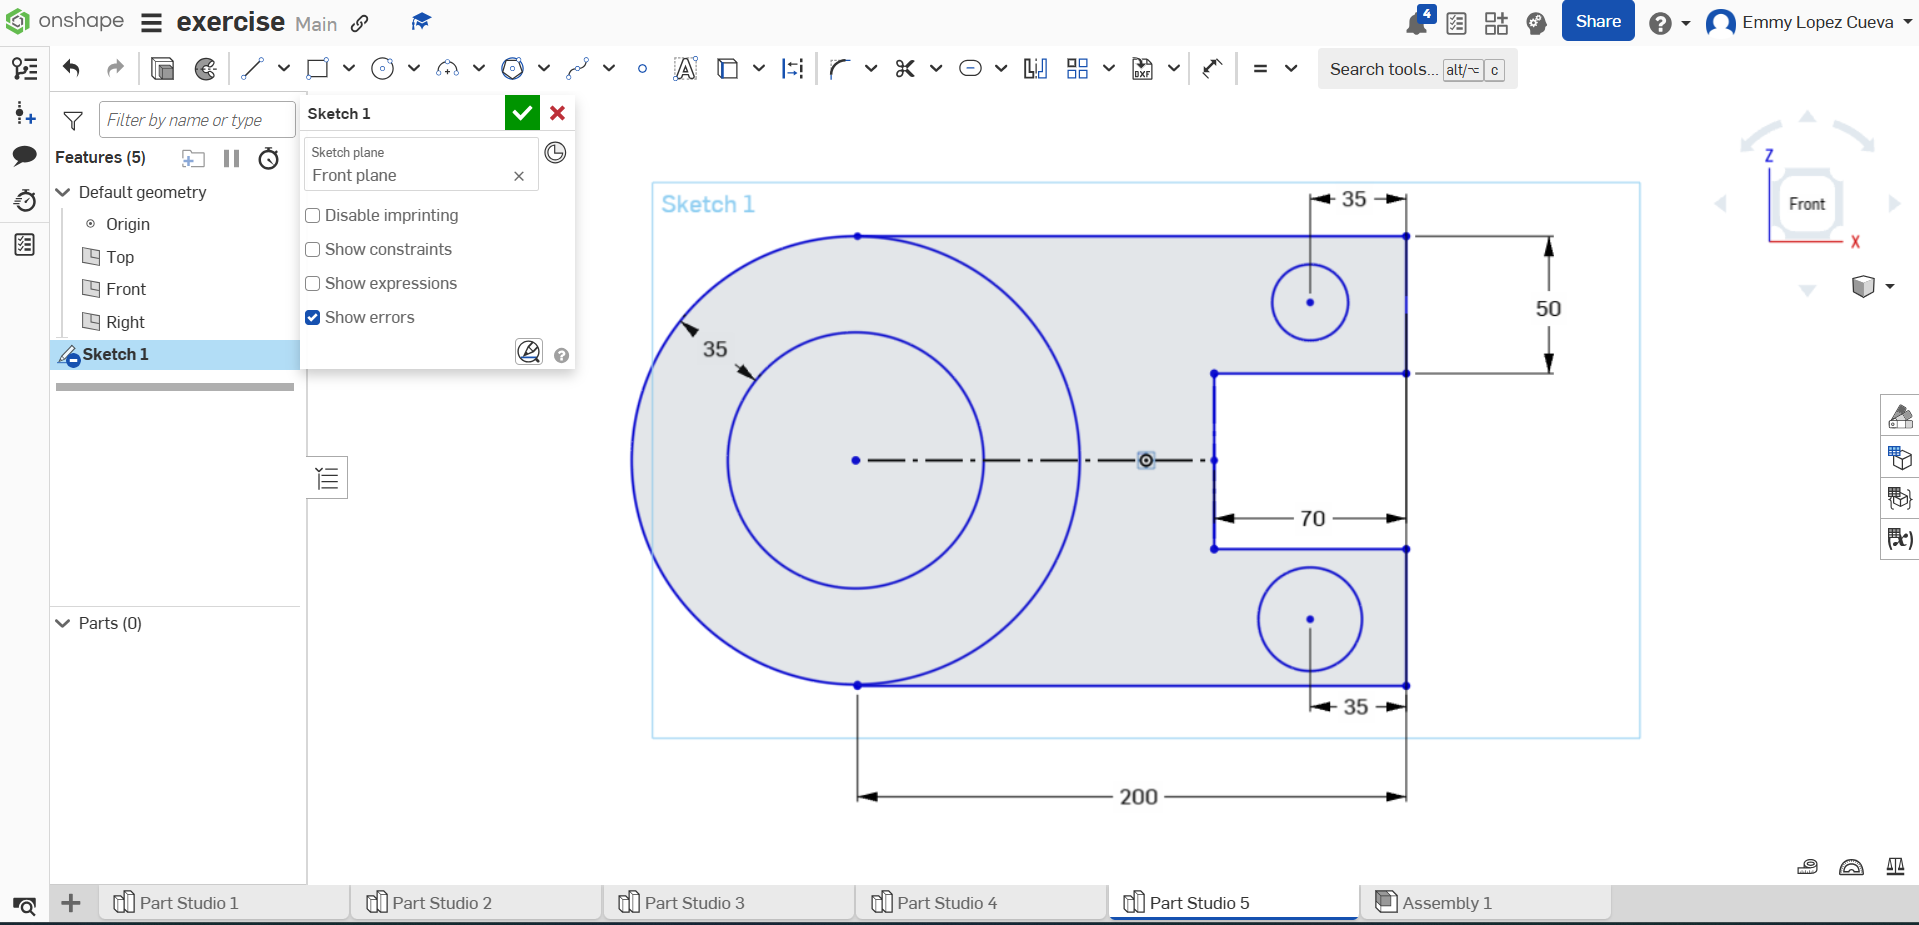 onshape exercise Main 4 Share Emmy Lopez Cueva
Search tools... alt/⌥ c
Filter by name or type
Sketch 1
Features (5)
Sketch plane
Front plane
Default geometry
Disable imprinting
Origin
Show constraints
Top
Show expressions
Front
Show errors
Right
Sketch 1
Parts (0)
Sketch 1
35
50
35
70
35
200
Z
Front
X
DXF
(x)
Part Studio 1
Part Studio 2
Part Studio 3
Part Studio 4
Part Studio 5
Assembly 1